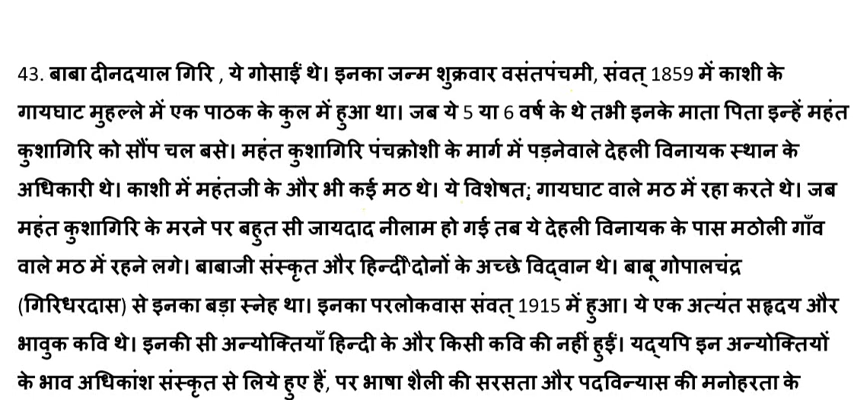 43. बाबा दीनदयाल गिरि , ये गोसाईं थे। इनका जन्म शुक्रवार वसंतपंचमी, संवत् 1859 में काशी के
गायघाट मुहल्ले में एक पाठक के कुल में हुआ था। जब ये 5 या 6 वर्ष के थे तभी इनके माता पिता इन्हें महंत
कुशागिरि को सौंप चल बसे। महंत कुशागिरि पंचक्रोशी के मार्ग में पड़नेवाले देहली विनायक स्थान के
अधिकारी थे। काशी में महंतजी के और भी कई मठ थे। ये विशेषत; गायघाट वाले मठ में रहा करते थे। जब
महंत कुशागिरि के मरने पर बहुत सी जायदाद नीलाम हो गई तब ये देहली विनायक के पास मठोली गाँव
वाले मठ में रहने लगे। बाबाजी संस्कृत और हिन्दी दोनों के अच्छे विद्वान थे। बाबू गोपालचंद्र
(गिरिधरदास) से इनका बड़ा स्नेह था। इनका परलोकवास संवत् 1915 में हुआ। ये एक अत्यंत सहृदय और
भावुक कवि थे। इनकी सी अन्योक्तियाँ हिन्दी के और किसी कवि की नहीं हुईं। यद्यपि इन अन्योक्तियों
के भाव अधिकांश संस्कृत से लिये हुए हैं, पर भाषा शैली की सरसता और पदविन्यास की मनोहरता के